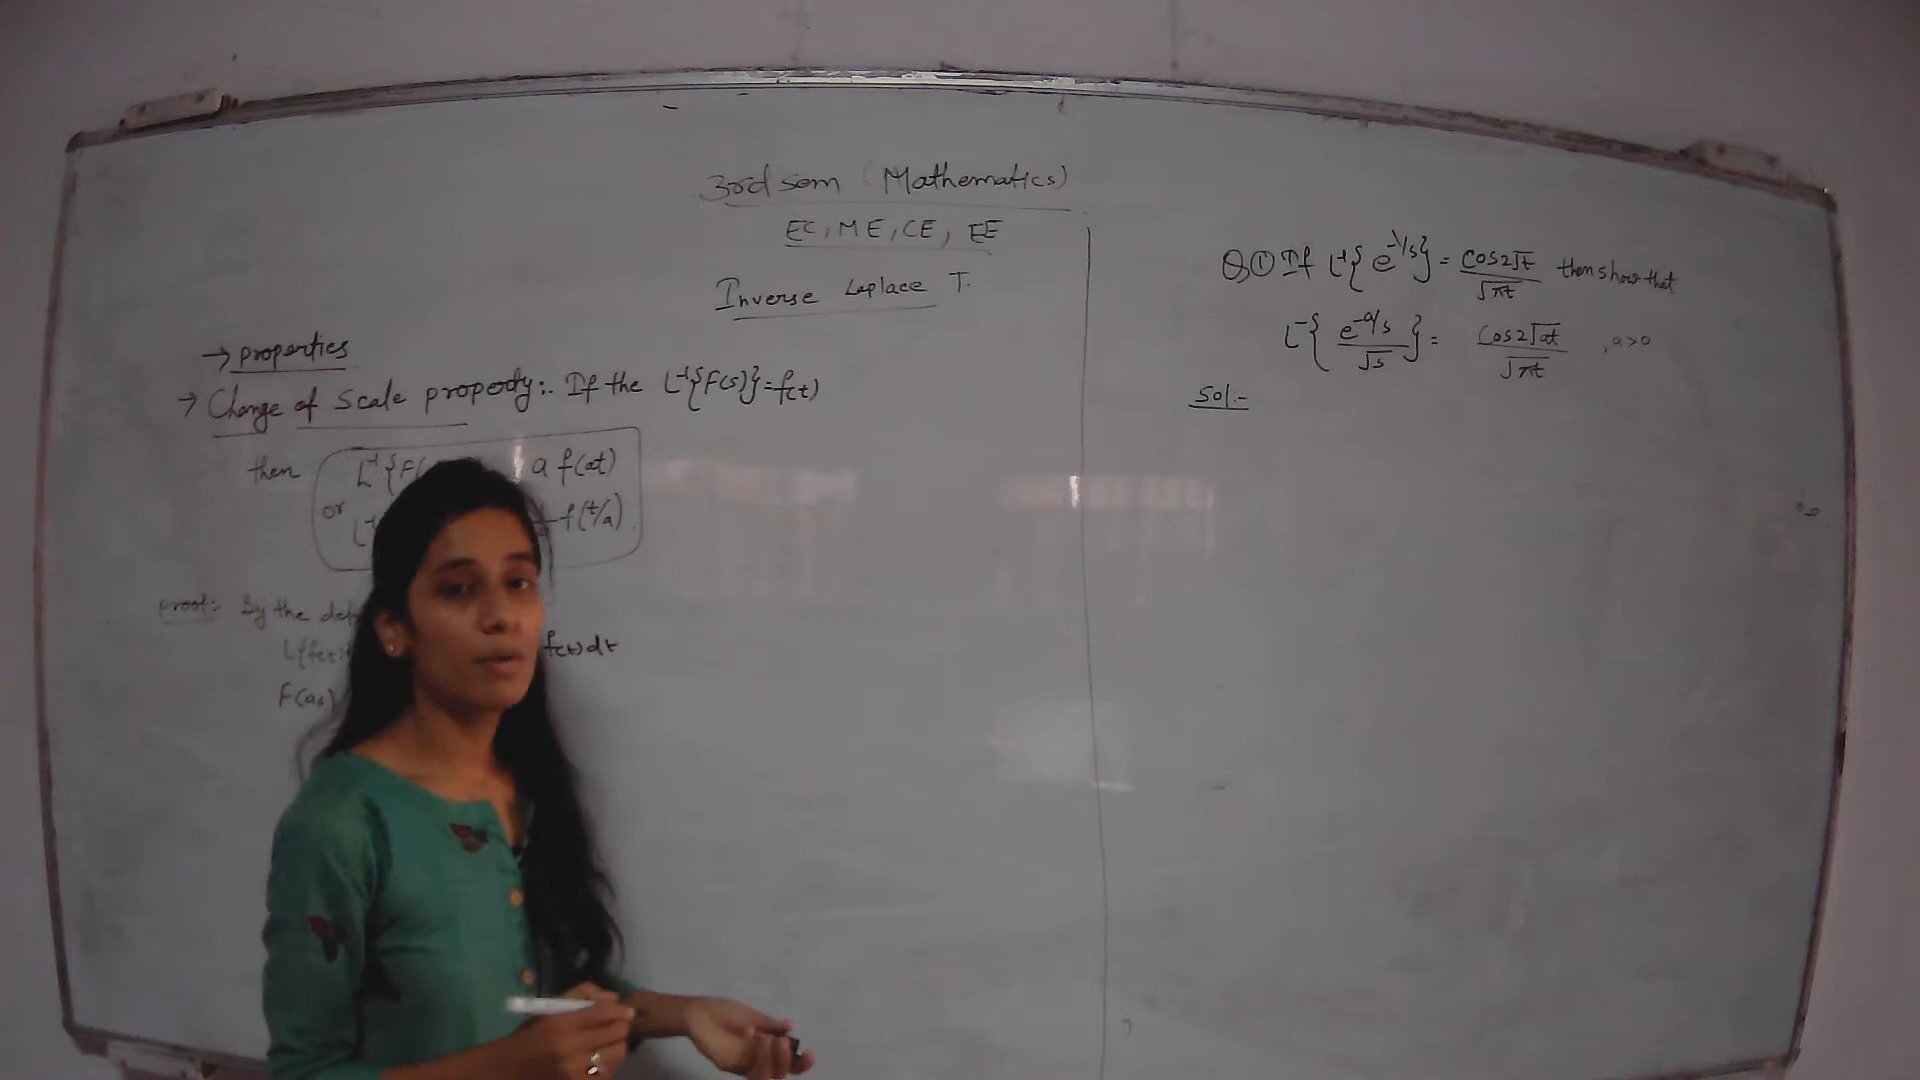 3rd sem (Mathematics)
EC, ME, CE, EE
Inverse Laplace T.
→ properties
→ Change of Scale property:. If the L⁻¹{F(s)}=f(t)
then L⁻¹{F( a f(at)
or L⁻¹ f(t/a)
proof:. By the def
L{f(t)} f(t)dt
F(as)
Q① If L⁻¹{e^{-1/s}} = cos2√t/√πt then show that
L⁻{e^{-a/s}/√s} = cos2√at/√πt , a>0
Sol:-